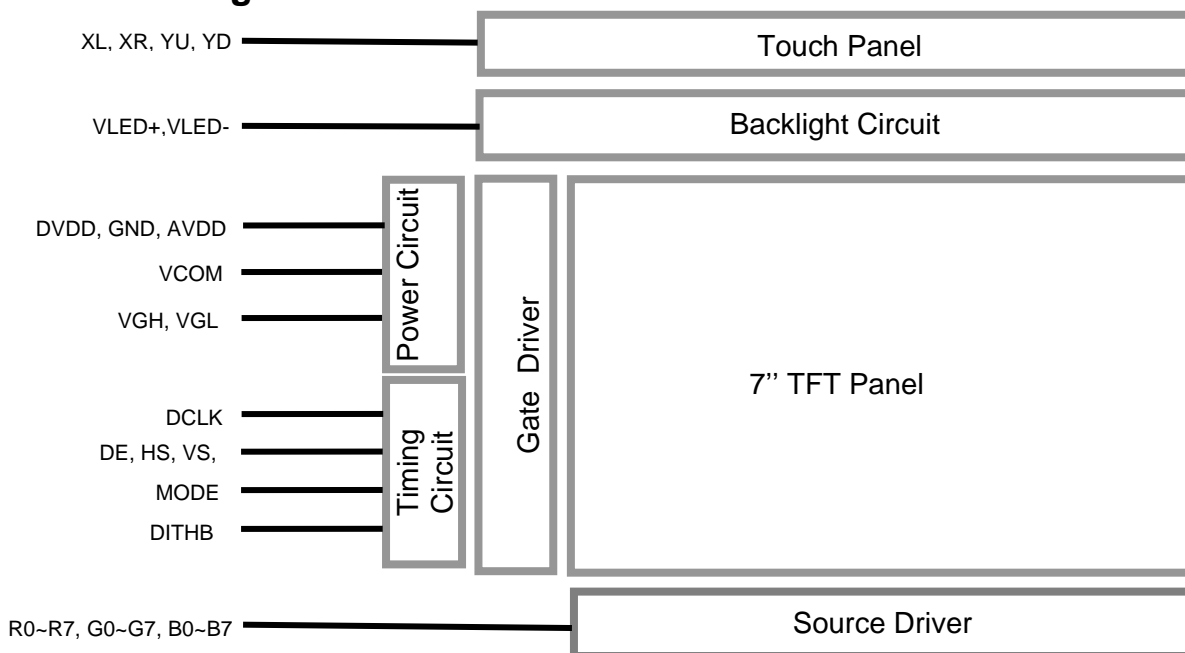 XL, XR, YU, YD
Touch Panel
VLED+,VLED-
Backlight Circuit
DVDD, GND, AVDD
VCOM
VGH, VGL
Power Circuit
DCLK
DE, HS, VS,
MODE
DITHB
Timing
Circuit
Gate Driver
7’’ TFT Panel
R0~R7, G0~G7, B0~B7
Source Driver